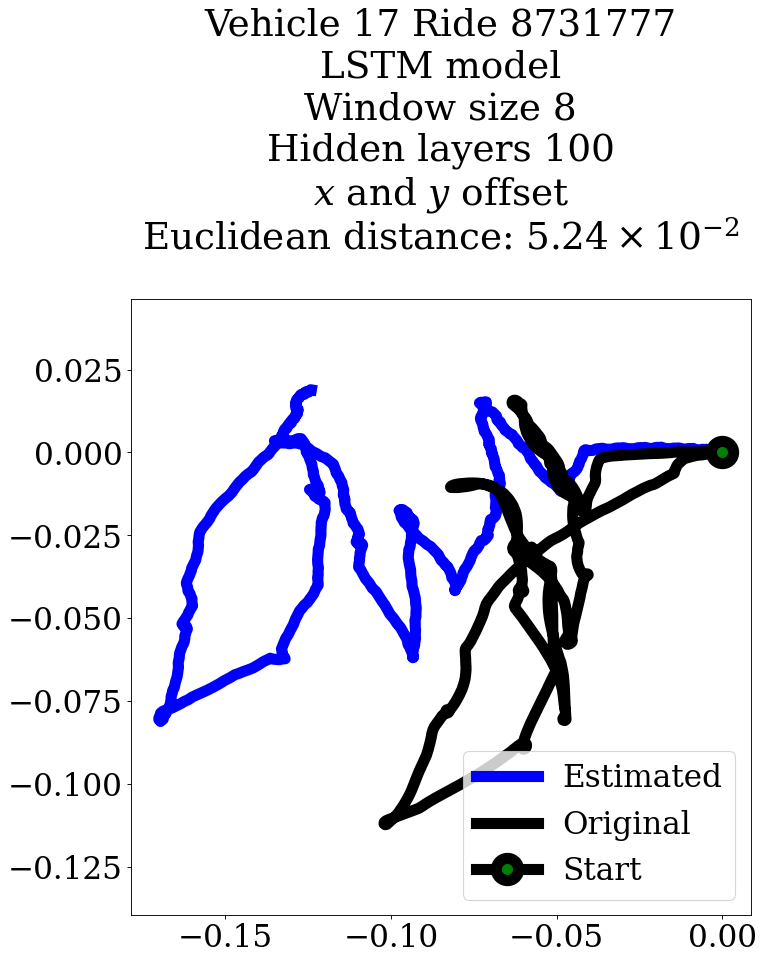 Vehicle 17 Ride 8731777
LSTM model
Window size 8
Hidden layers 100
x and y offset
Euclidean distance: 5.24 × 10⁻²
0.025
0.000
−0.025
−0.050
−0.075
−0.100
−0.125
Estimated
Original
Start
−0.15
−0.10
−0.05
0.00